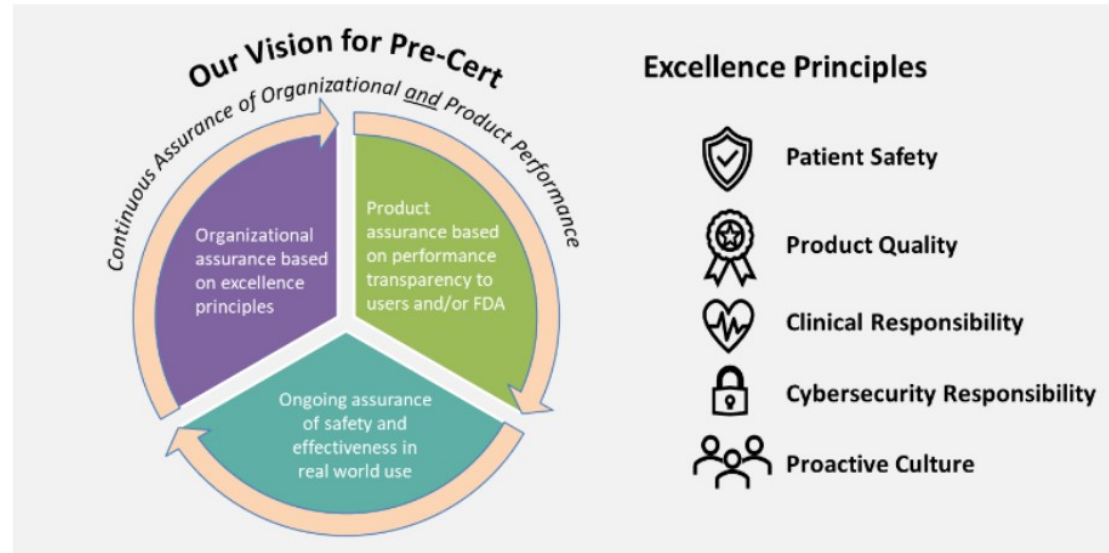 Our Vision for Pre-Cert
Continuous Assurance of Organizational and Product Performance
Organizational
assurance based
on excellence
principles
Product
assurance based
on performance
transparency to
users and/or FDA
Ongoing assurance
of safety and
effectiveness in
real world use
Excellence Principles
Patient Safety
Product Quality
Clinical Responsibility
Cybersecurity Responsibility
Proactive Culture